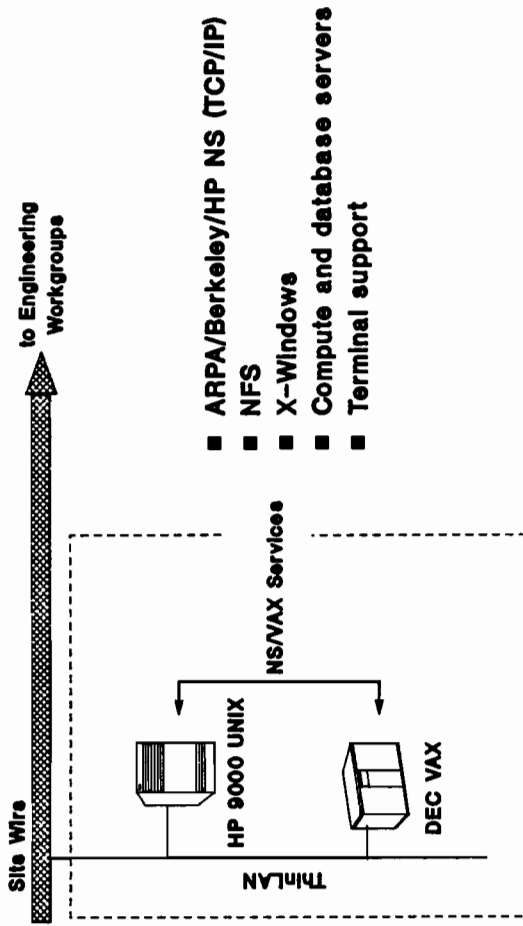 Site Wire
to Engineering
Workgroups
ThinLAN
HP 9000 UNIX
DEC VAX
NS/VAX Services
■ ARPA/Berkeley/HP NS (TCP/IP)
■ NFS
■ X-Windows
■ Compute and database servers
■ Terminal support